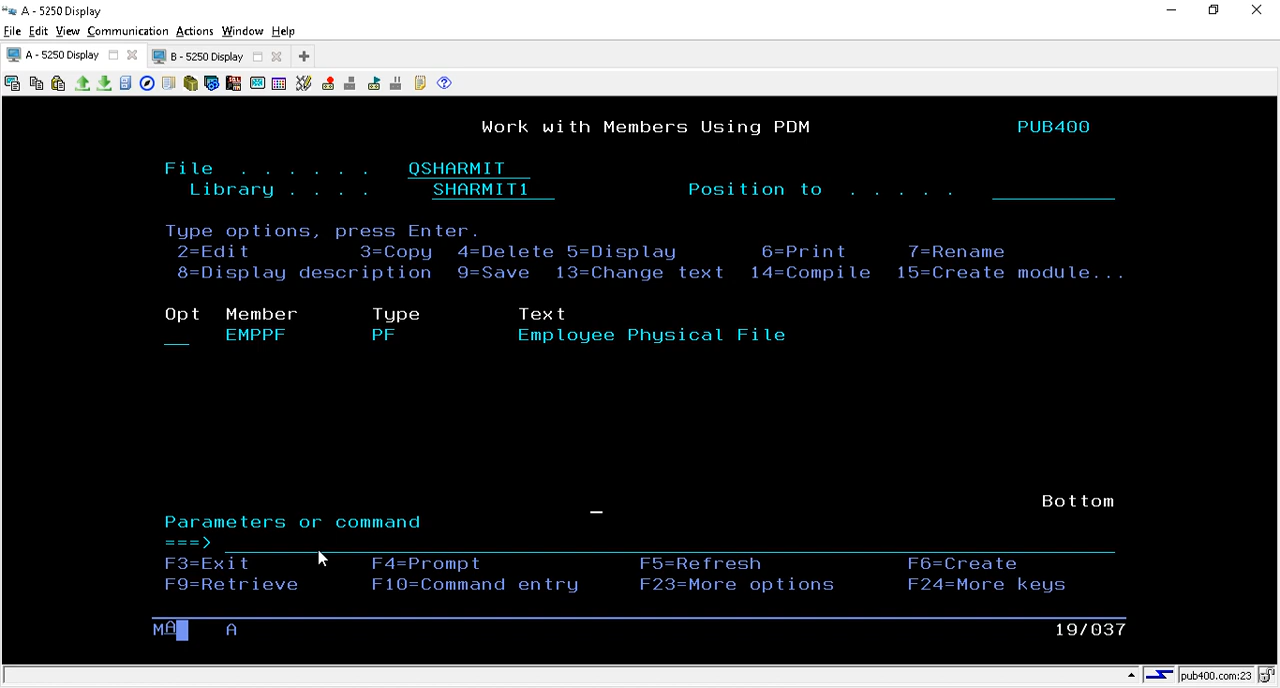 A - 5250 Display
File Edit View Communication Actions Window Help
A - 5250 Display B - 5250 Display
Work with Members Using PDM PUB400
File . . . . . . QSHARMIT
Library . . . . SHARMIT1 Position to . . . . .
Type options, press Enter.
2=Edit 3=Copy 4=Delete 5=Display 6=Print 7=Rename
8=Display description 9=Save 13=Change text 14=Compile 15=Create module...
Opt Member Type Text
EMPPF PF Employee Physical File
Bottom
Parameters or command
===>
F3=Exit F4=Prompt F5=Refresh F6=Create
F9=Retrieve F10=Command entry F23=More options F24=More keys
MA A 19/037
pub400.com:23